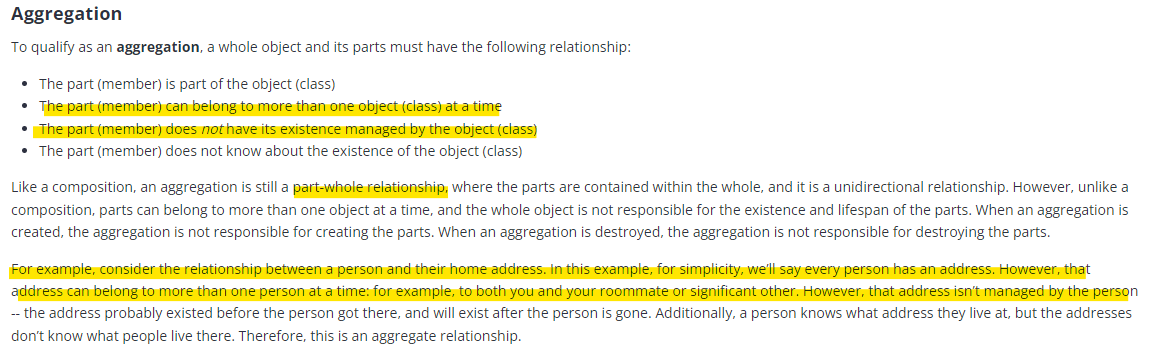 Aggregation
To qualify as an aggregation, a whole object and its parts must have the following relationship:
• The part (member) is part of the object (class)
• The part (member) can belong to more than one object (class) at a time
• The part (member) does not have its existence managed by the object (class)
• The part (member) does not know about the existence of the object (class)
Like a composition, an aggregation is still a part-whole relationship, where the parts are contained within the whole, and it is a unidirectional relationship. However, unlike a
composition, parts can belong to more than one object at a time, and the whole object is not responsible for the existence and lifespan of the parts. When an aggregation is
created, the aggregation is not responsible for creating the parts. When an aggregation is destroyed, the aggregation is not responsible for destroying the parts.
For example, consider the relationship between a person and their home address. In this example, for simplicity, we’ll say every person has an address. However, that
address can belong to more than one person at a time: for example, to both you and your roommate or significant other. However, that address isn’t managed by the person
-- the address probably existed before the person got there, and will exist after the person is gone. Additionally, a person knows what address they live at, but the addresses
don’t know what people live there. Therefore, this is an aggregate relationship.